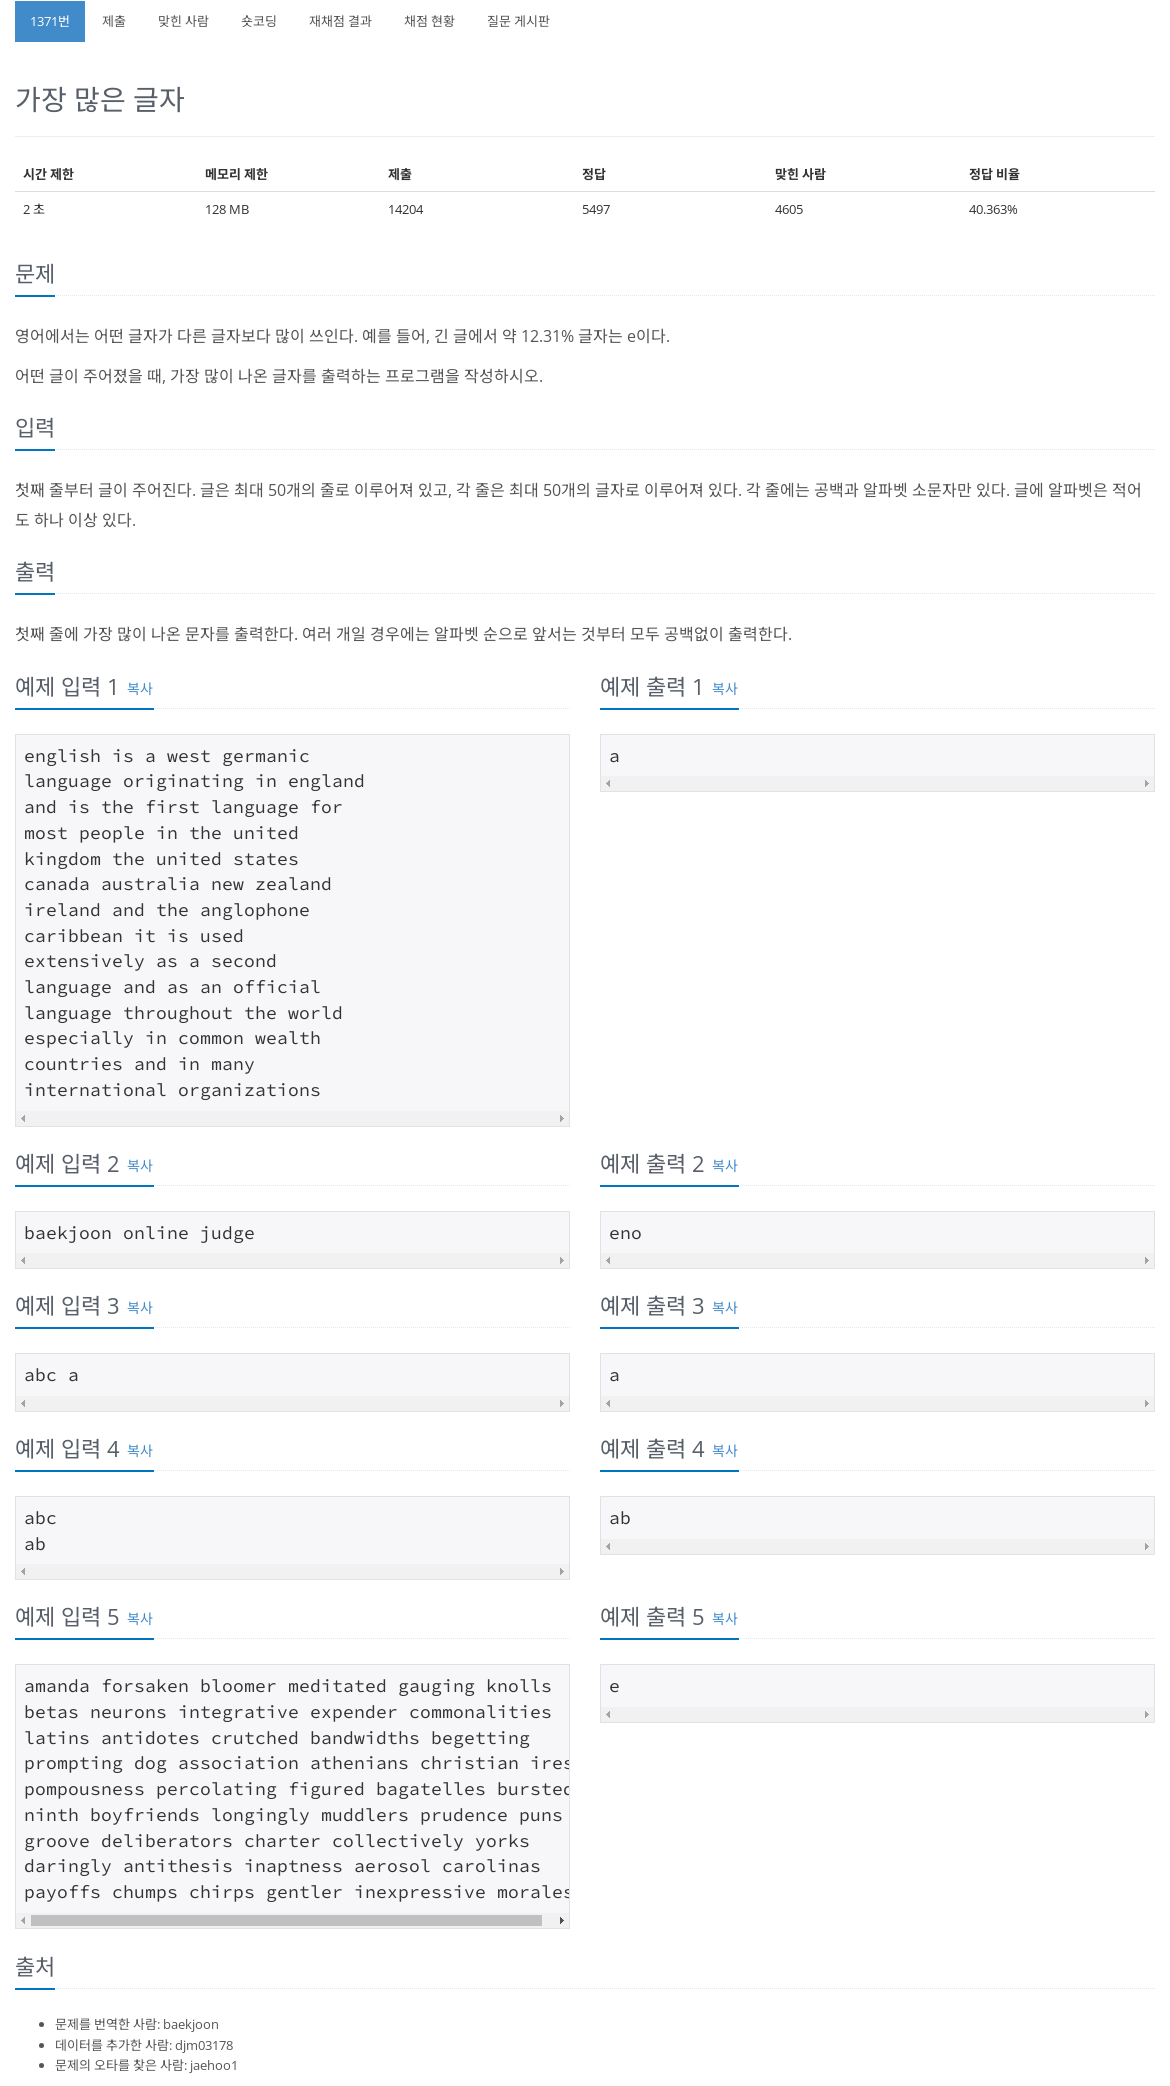 1371번 제출 맞힌 사람 숏코딩 재채점 결과 채점 현황 질문 게시판
가장 많은 글자
시간 제한 메모리 제한 제출 정답 맞힌 사람 정답 비율
2 초 128 MB 14204 5497 4605 40.363%
문제
영어에서는 어떤 글자가 다른 글자보다 많이 쓰인다. 예를 들어, 긴 글에서 약 12.31% 글자는 e이다.
어떤 글이 주어졌을 때, 가장 많이 나온 글자를 출력하는 프로그램을 작성하시오.
입력
첫째 줄부터 글이 주어진다. 글은 최대 50개의 줄로 이루어져 있고, 각 줄은 최대 50개의 글자로 이루어져 있다. 각 줄에는 공백과 알파벳 소문자만 있다. 글에 알파벳은 적어
도 하나 이상 있다.
출력
첫째 줄에 가장 많이 나온 문자를 출력한다. 여러 개일 경우에는 알파벳 순으로 앞서는 것부터 모두 공백없이 출력한다.
예제 입력 1 복사
english is a west germanic
language originating in england
and is the first language for
most people in the united
kingdom the united states
canada australia new zealand
ireland and the anglophone
caribbean it is used
extensively as a second
language and as an official
language throughout the world
especially in common wealth
countries and in many
international organizations
예제 출력 1 복사
a
예제 입력 2 복사
baekjoon online judge
예제 출력 2 복사
eno
예제 입력 3 복사
abc a
예제 출력 3 복사
a
예제 입력 4 복사
abc
ab
예제 출력 4 복사
ab
예제 입력 5 복사
amanda forsaken bloomer meditated gauging knolls
betas neurons integrative expender commonalities
latins antidotes crutched bandwidths begetting
prompting dog association athenians christian ires
pompousness percolating figured bagatelles bursted
ninth boyfriends longingly muddlers prudence puns
groove deliberators charter collectively yorks
daringly antithesis inaptness aerosol carolinas
payoffs chumps chirps gentler inexpressive morales
예제 출력 5 복사
e
출처
문제를 번역한 사람: baekjoon
데이터를 추가한 사람: djm03178
문제의 오타를 찾은 사람: jaehoo1